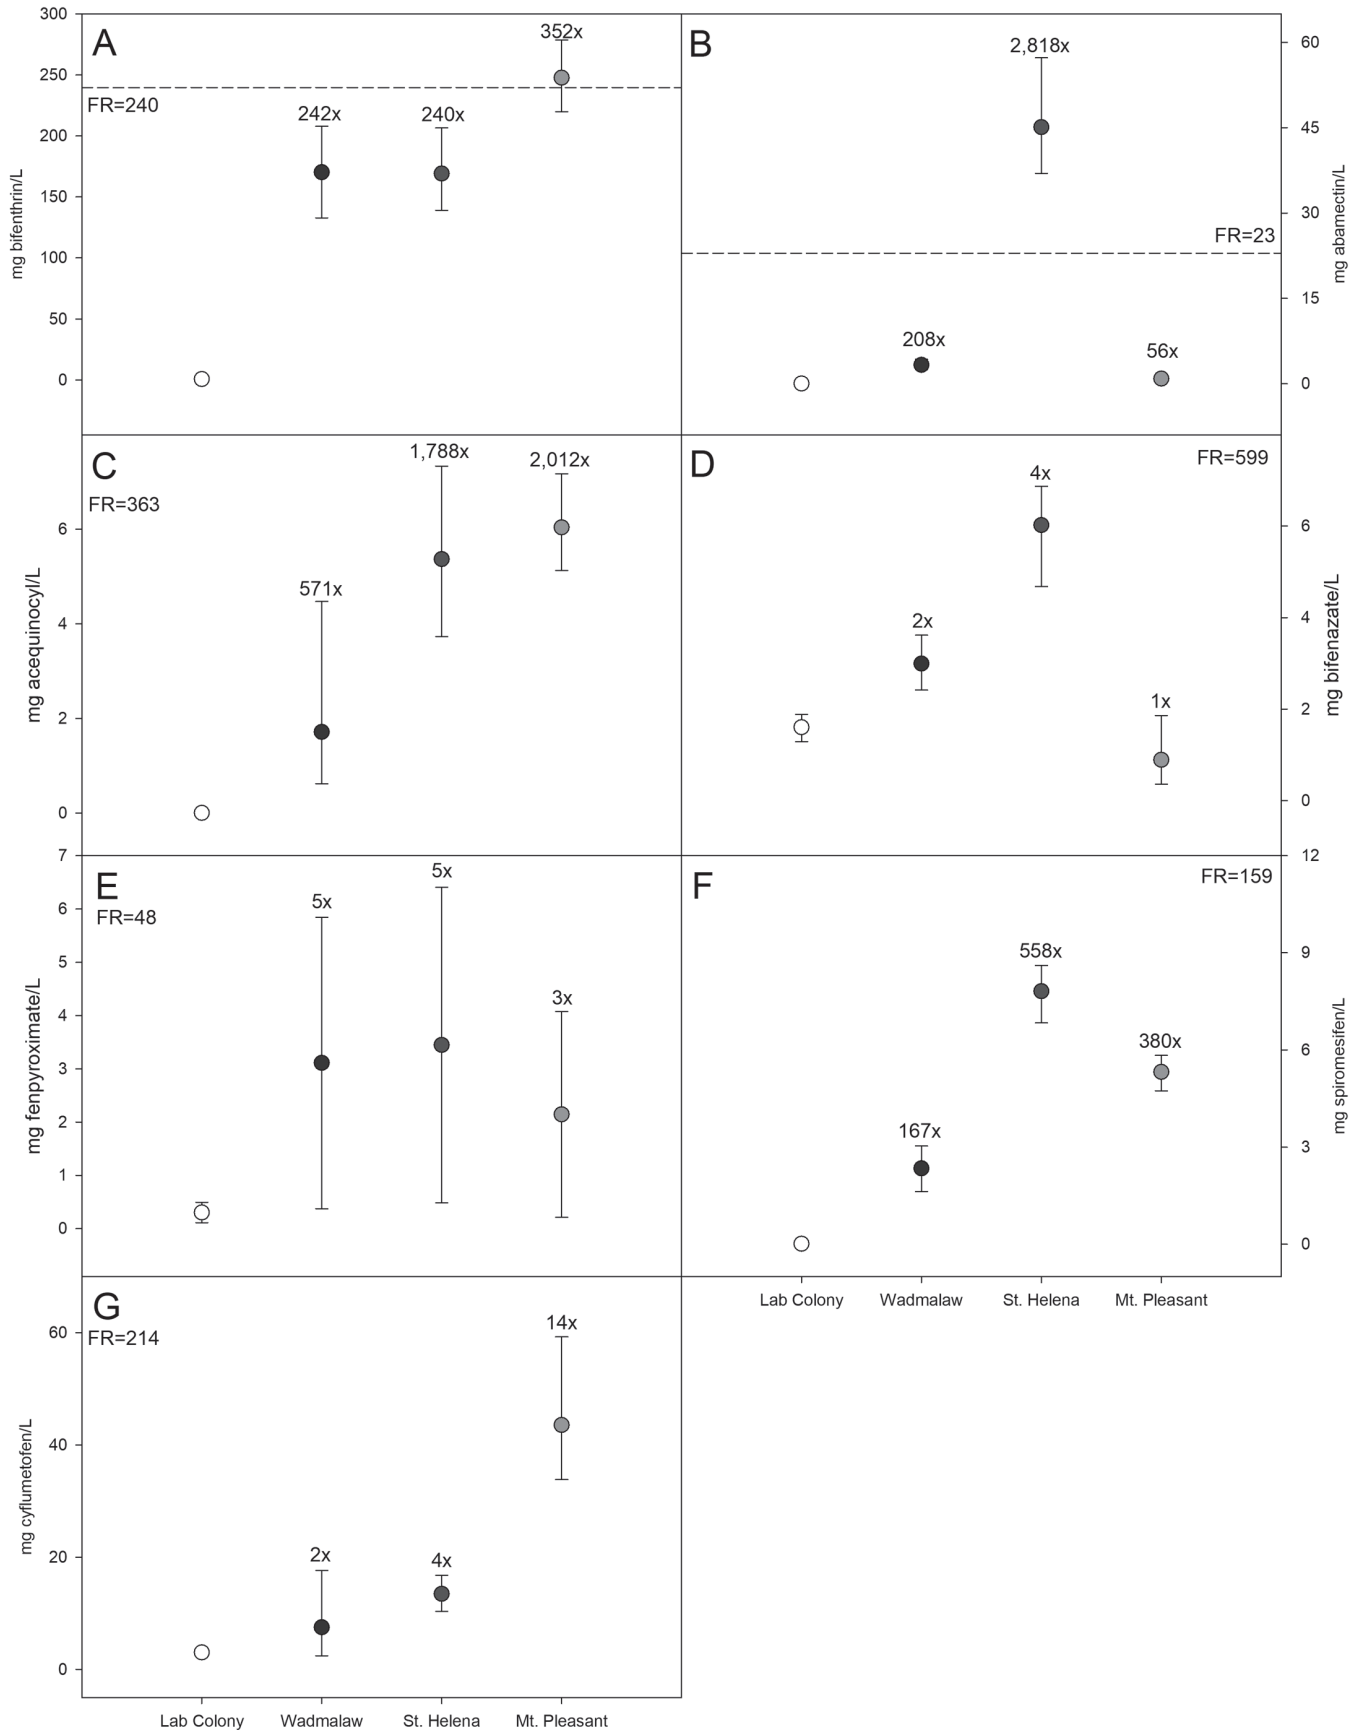 A
300
250
200
150
100
50
0
mg bifenthrin/L
FR=240
242x
240x
352x
B
2,818x
FR=23
208x
56x
60
45
30
15
0
mg abamectin/L
C
FR=363
6
4
2
0
mg acequinocyl/L
571x
1,788x
2,012x
D
FR=599
2x
4x
1x
6
4
2
0
mg bifenazate/L
E
FR=48
7
6
5
4
3
2
1
0
mg fenpyroximate/L
5x
5x
3x
F
FR=159
167x
558x
380x
12
9
6
3
0
mg spiromesifen/L
Lab Colony Wadmalaw St. Helena Mt. Pleasant
G
FR=214
60
40
20
0
mg cyflumetofen/L
2x
4x
14x
Lab Colony Wadmalaw St. Helena Mt. Pleasant